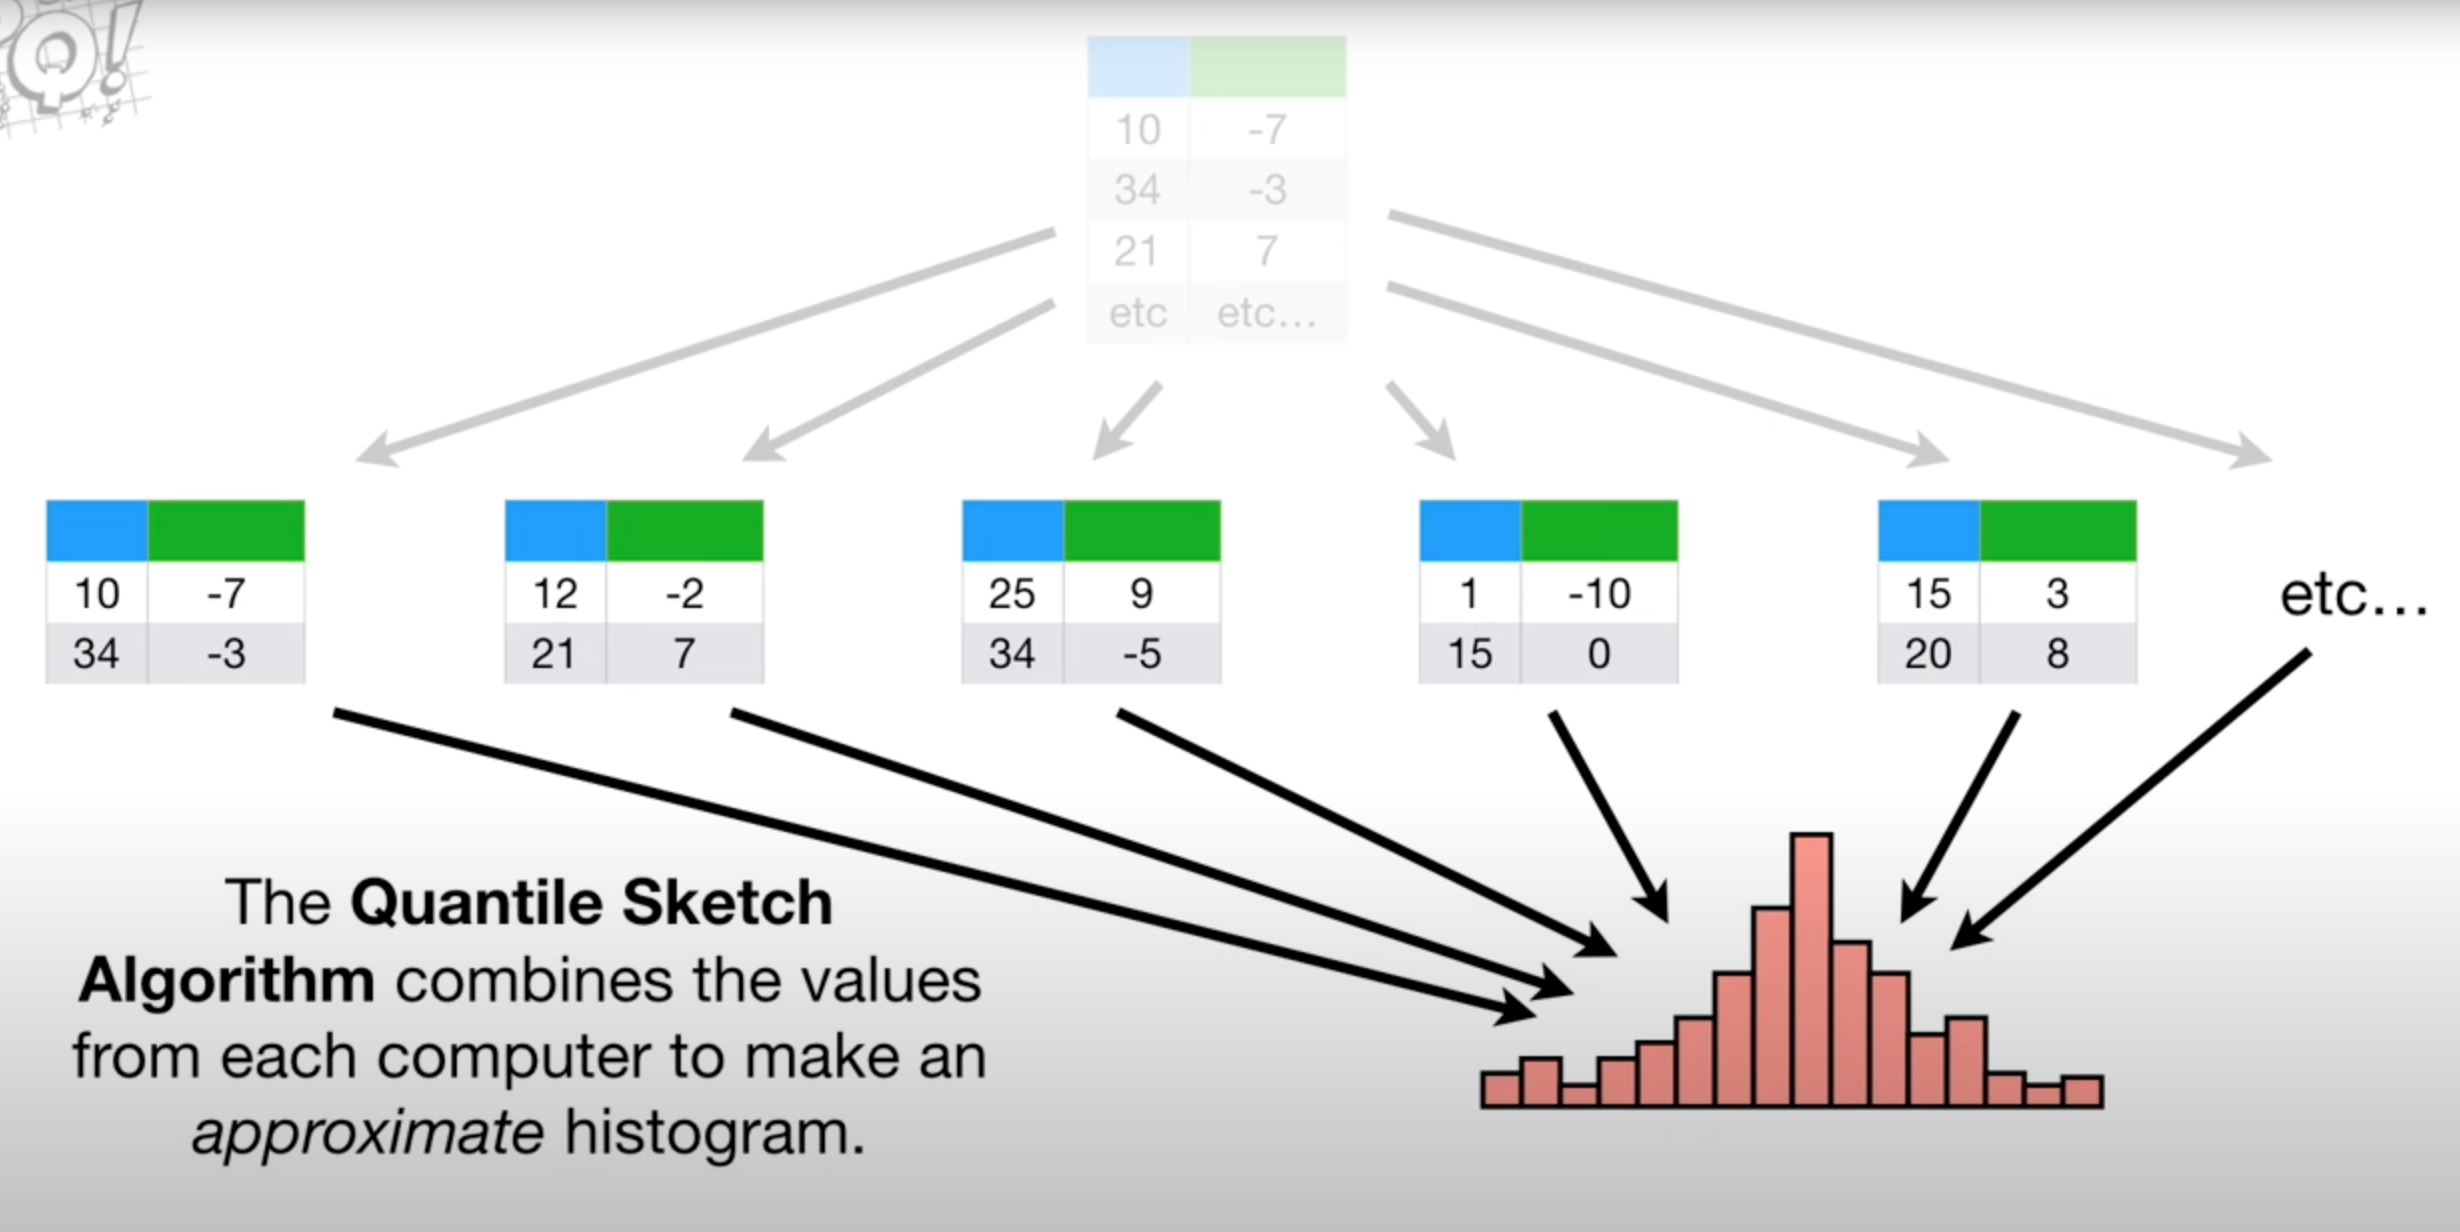 Q!
10 -7
34 -3
21 7
etc etc...
10 -7 12 -2 25 9 1 -10 15 3 etc...
34 -3 21 7 34 -5 15 0 20 8
The Quantile Sketch
Algorithm combines the values
from each computer to make an
approximate histogram.